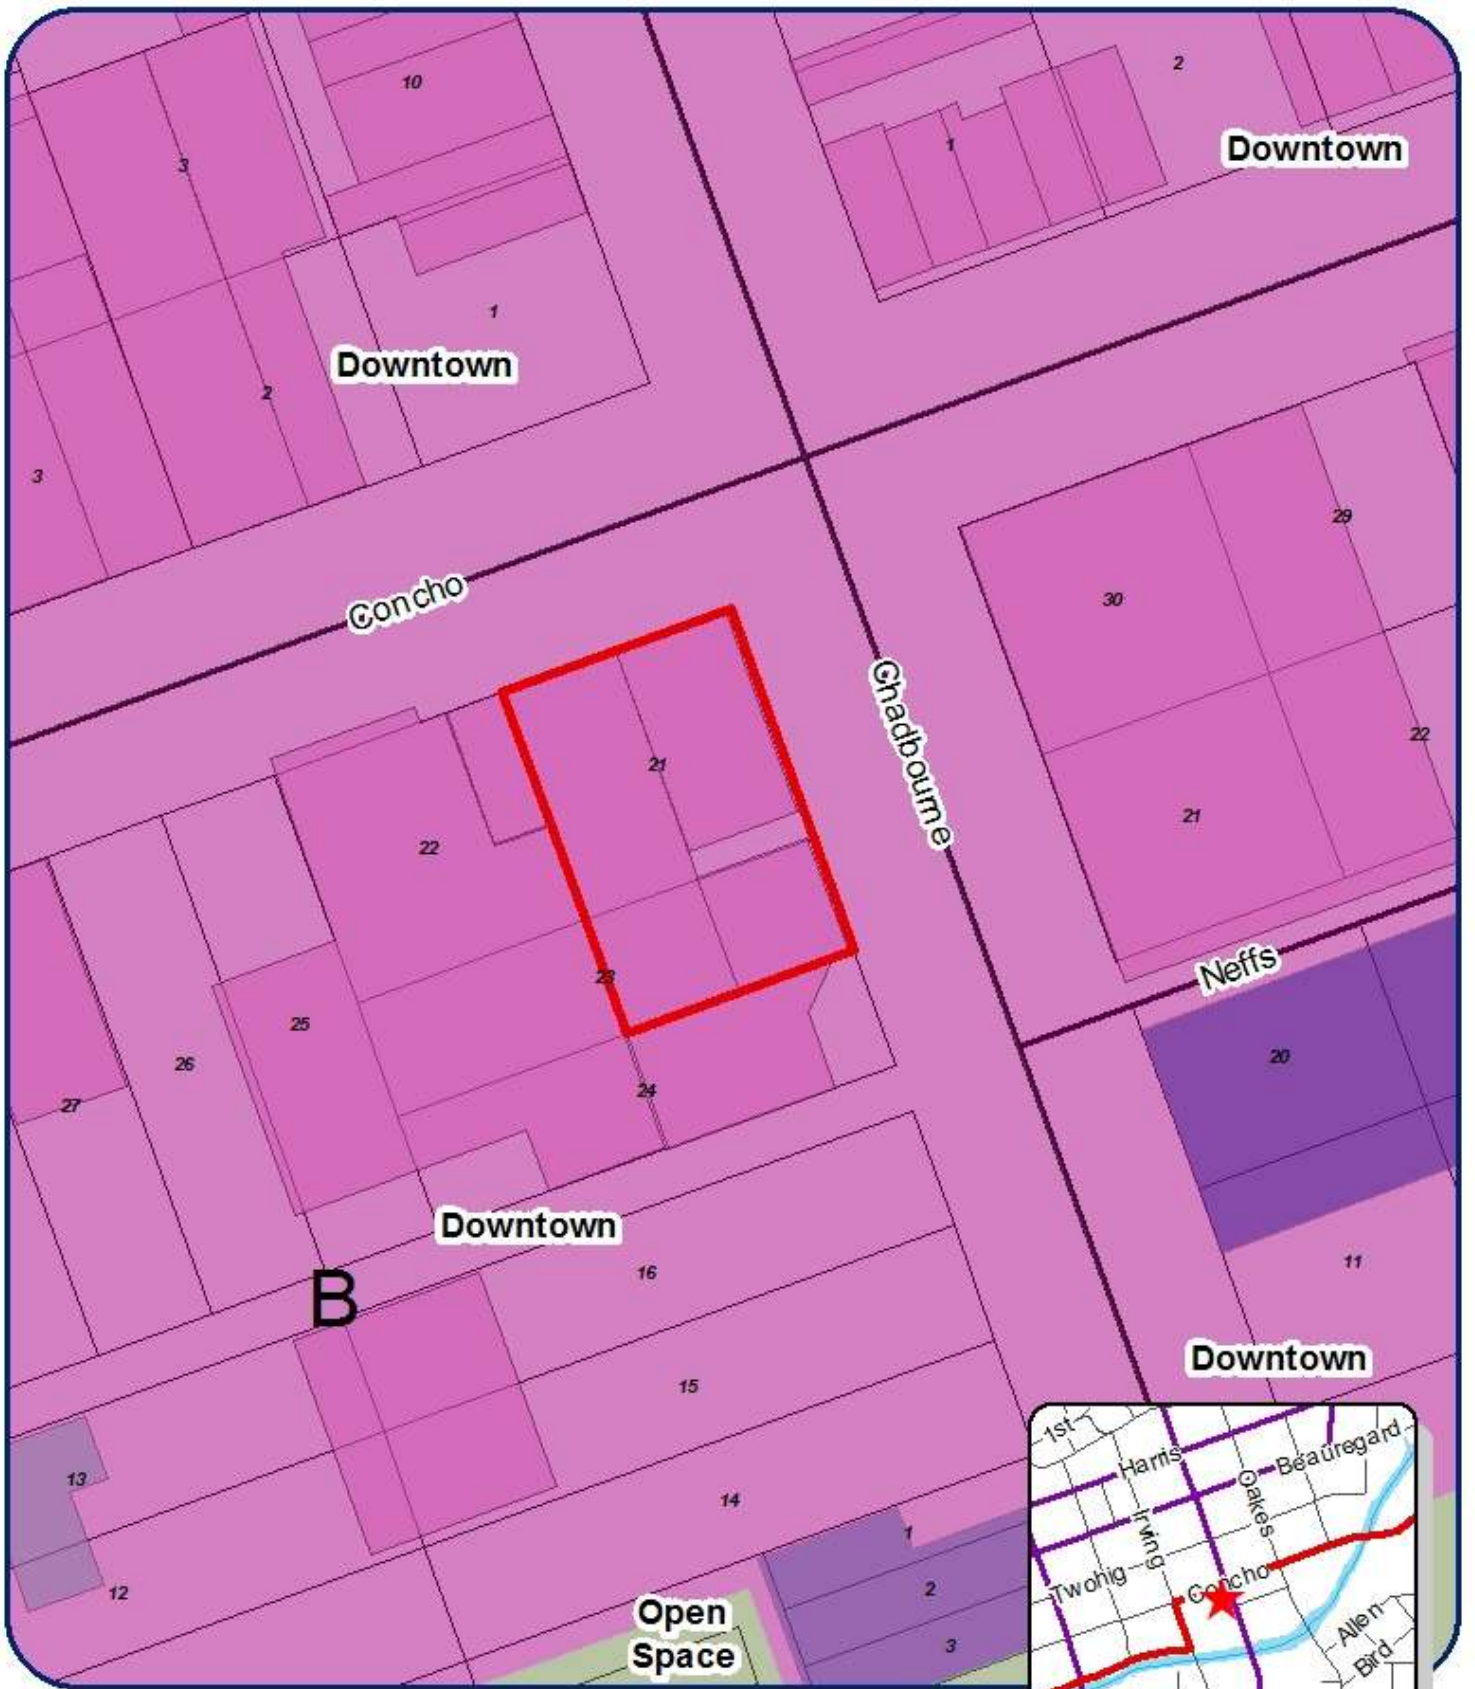 10
2
1
Downtown
3
1
Downtown
2
3
29
Concho
30
Chadbourne
22
21
21
22
23
Neffs
25
20
26
24
27
Downtown
11
16
B
Downtown
15
1st
Harris
Beauregard
13
Oakes
14
Irving
1
Twohig
Concho
12
2
Open
Space
Allen
3
Bird